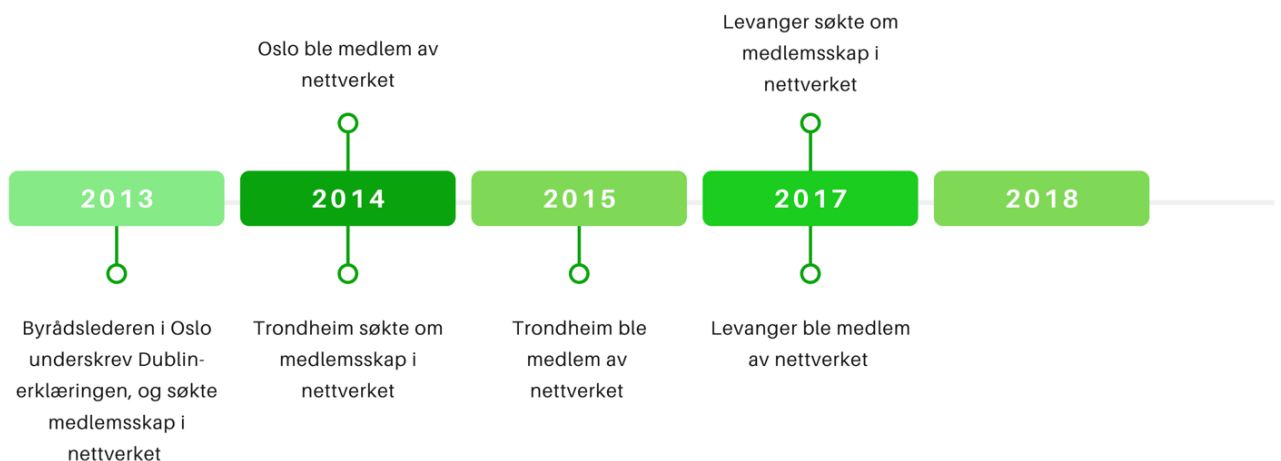 Oslo ble medlem av
nettverket
Levanger søkte om
medlemsskap i
nettverket
2013
2014
2015
2017
2018
Byrådslederen i Oslo
underskrev Dublin-
erklæringen, og søkte
medlemsskap i
nettverket
Trondheim søkte om
medlemsskap i
nettverket
Trondheim ble
medlem av
nettverket
Levanger ble medlem
av nettverket